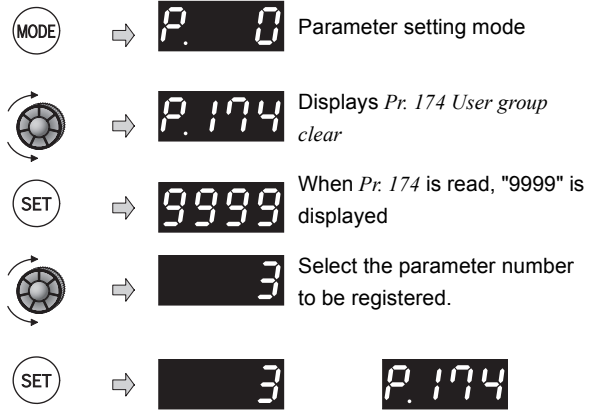 MODE
P. 0
Parameter setting mode
P.174
Displays Pr. 174 User group
clear
SET
9999
When Pr. 174 is read, "9999" is
displayed
3
Select the parameter number
to be registered.
SET
3
P.174